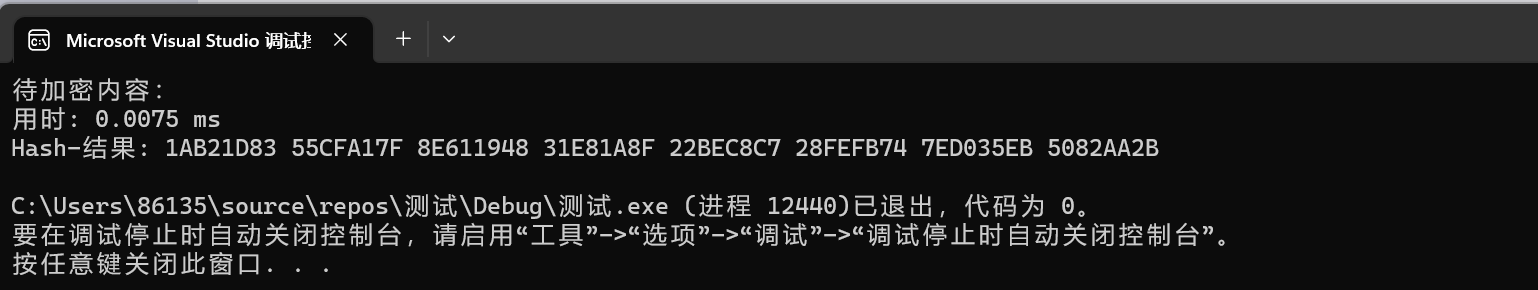 Microsoft Visual Studio 调试
待加密内容：
用时: 0.0075 ms
Hash-结果: 1AB21D83 55CFA17F 8E611948 31E81A8F 22BEC8C7 28FEFB74 7ED035EB 5082AA2B
C:\Users\86135\source\repos\测试\Debug\测试.exe (进程 12440)已退出，代码为 0。
要在调试停止时自动关闭控制台，请启用“工具”->“选项”->“调试”->“调试停止时自动关闭控制台”。
按任意键关闭此窗口. . .